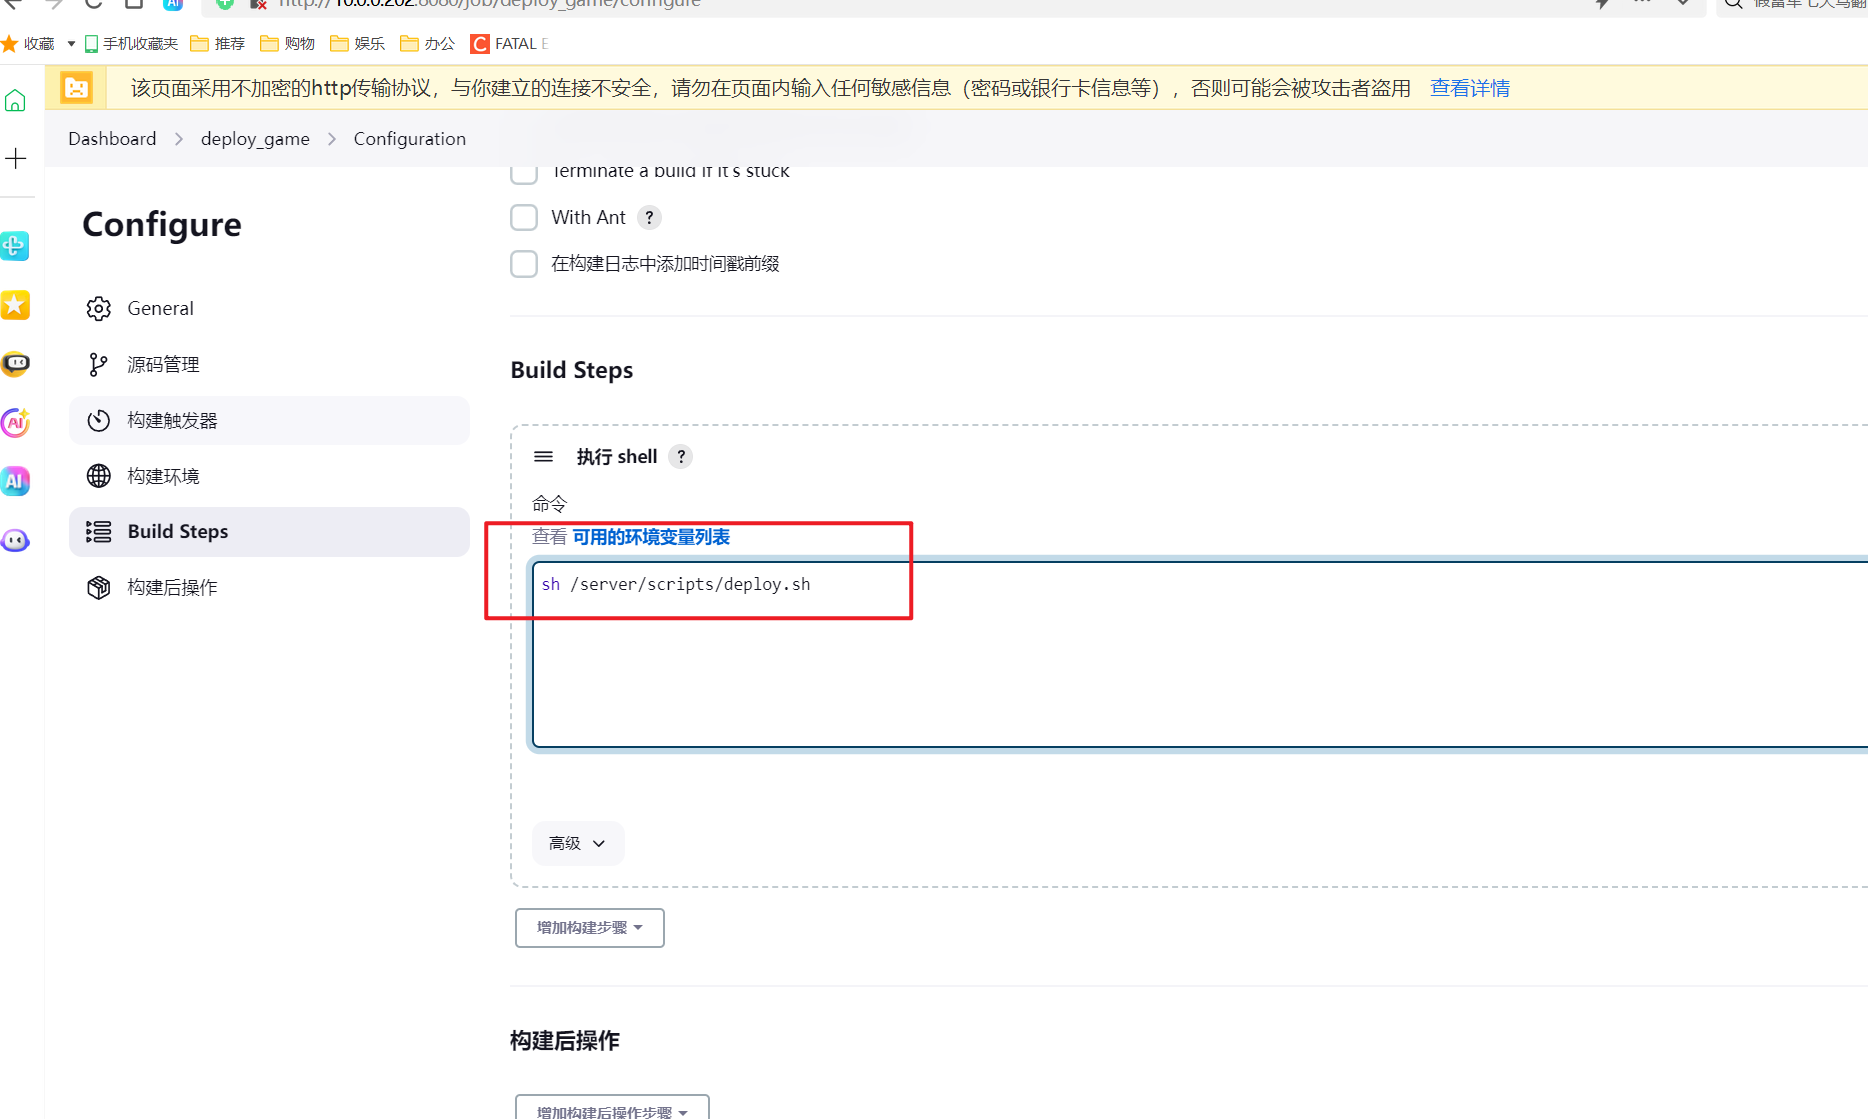 http://10.0.0.202:8080/job/deploy_game/configure
收藏 手机收藏夹 推荐 购物 娱乐 办公 FATAL E
该页面采用不加密的http传输协议，与你建立的连接不安全，请勿在页面内输入任何敏感信息（密码或银行卡信息等），否则可能会被攻击者盗用 查看详情
Dashboard > deploy_game > Configuration
Terminate a build if it's stuck
With Ant ?
在构建日志中添加时间戳前缀
Configure
General
源码管理
构建触发器
构建环境
Build Steps
构建后操作
Build Steps
执行 shell ?
命令
查看 可用的环境变量列表
sh /server/scripts/deploy.sh
高级
增加构建步骤
构建后操作
增加构建后操作步骤